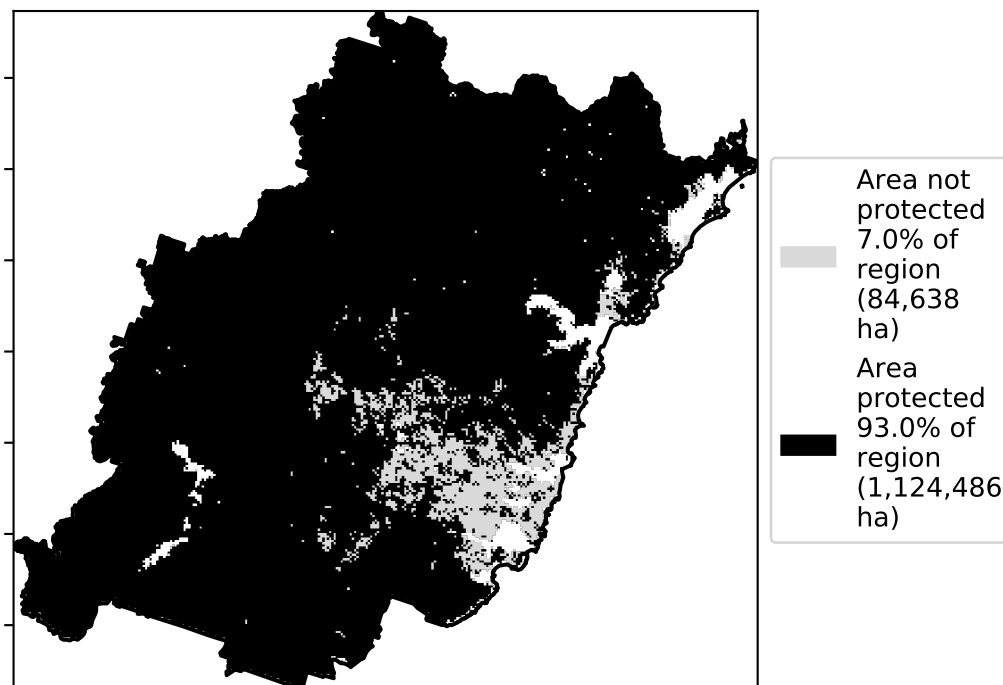 Area not
protected
7.0% of
region
(84,638
ha)
Area
protected
93.0% of
region
(1,124,486
ha)